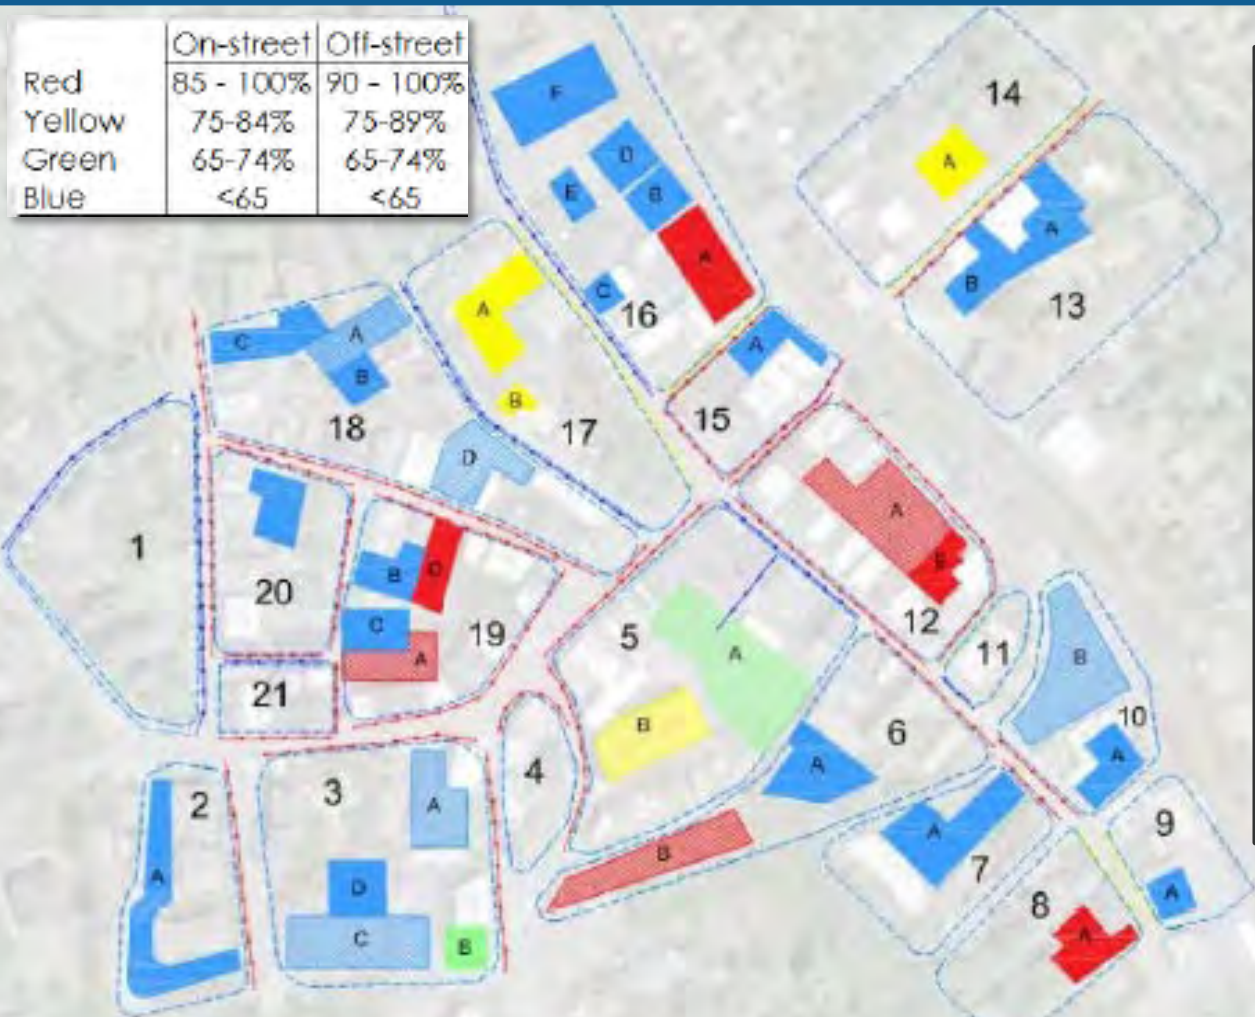 On-street Off-street
Red 85 - 100% 90 - 100%
Yellow 75-84% 75-89%
Green 65-74% 65-74%
Blue <65 <65
F
14
D
A
E
B
A
A
B
C
16
13
A
C
A
A
B
B
15
18
17
D
A
1
B
20
B
19
C
12
5
11
A
A
B
21
B
10
4
6
A
A
2
3
A
9
A
B
7
A
D
8
A
C
B
A